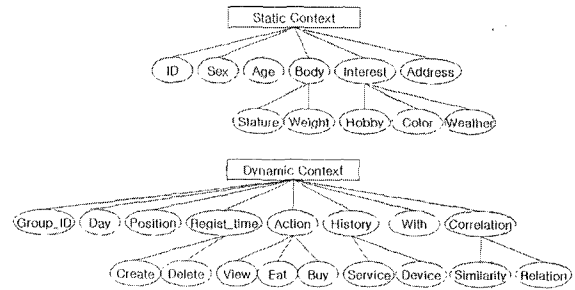 Static Context
ID Sex Age Body Interest Address
Stature Weight Hobby Color Weather
Dynamic Context
Group_ID Day Position Regist_time Action History With Correlation
Create Delete View Eat Buy Service Device Similarity Relation